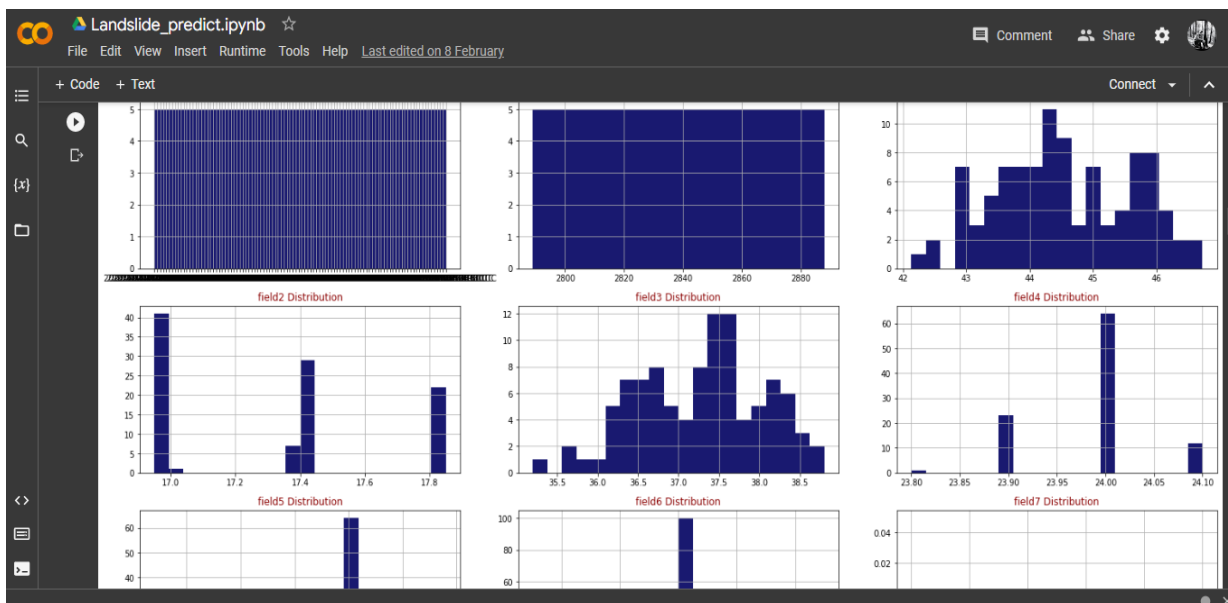 Landslide_predict.ipynb
File Edit View Insert Runtime Tools Help Last edited on 8 February
Comment
Share
+ Code + Text
Connect
{x}
5
4
3
2
1
0
5
4
3
2
1
0
2800 2820 2840 2860 2880
10
8
6
4
2
0
42 43 44 45 46
field2 Distribution
40
35
30
25
20
15
10
5
0
17.0 17.2 17.4 17.6 17.8
field3 Distribution
12
10
8
6
4
2
0
35.5 36.0 36.5 37.0 37.5 38.0 38.5
field4 Distribution
60
50
40
30
20
10
0
23.80 23.85 23.90 23.95 24.00 24.05 24.10
field5 Distribution
60
50
40
field6 Distribution
100
80
60
field7 Distribution
0.04
0.02